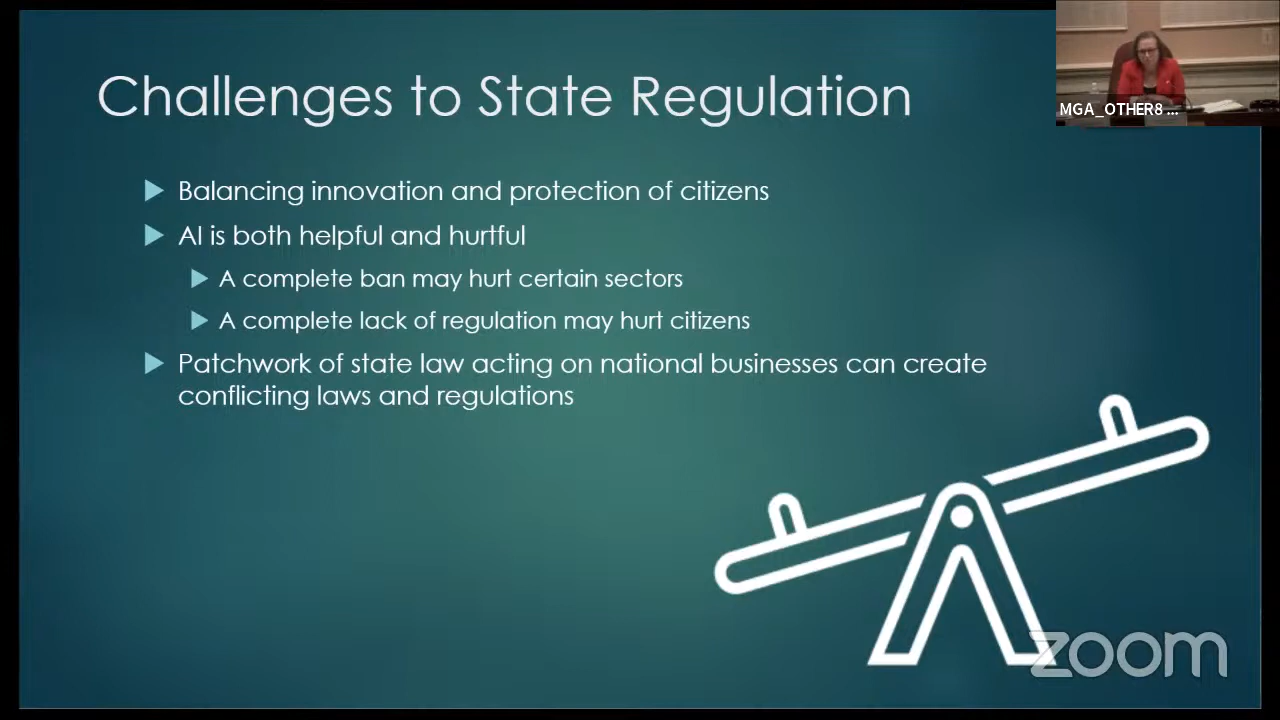 Challenges to State Regulation
MGA_OTHER8 ...
Balancing innovation and protection of citizens
AI is both helpful and hurtful
A complete ban may hurt certain sectors
A complete lack of regulation may hurt citizens
Patchwork of state law acting on national businesses can create
conflicting laws and regulations
zoom